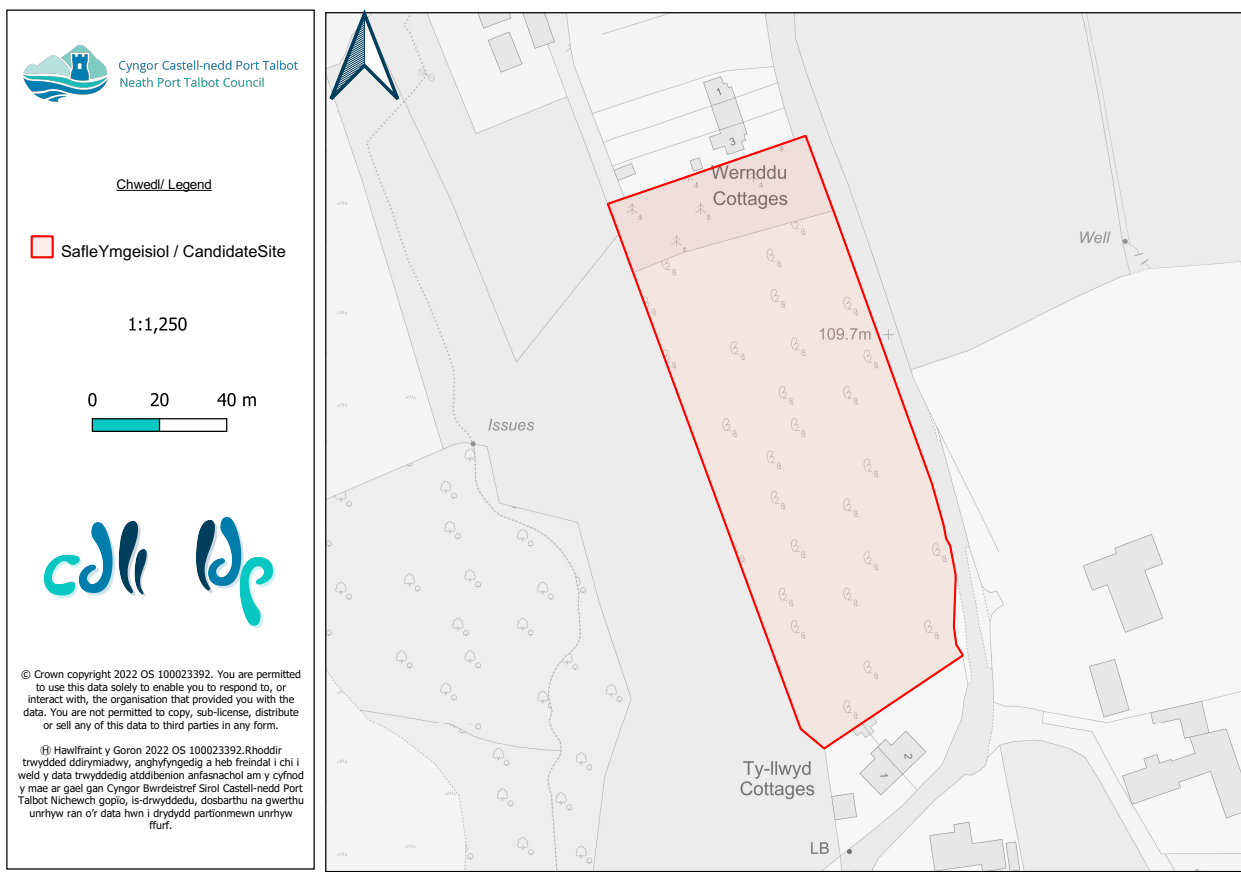 Cyngor Castell-nedd Port Talbot
Neath Port Talbot Council
Chwedl/ Legend
SafleYmgeisiol / CandidateSite
1:1,250
0 20 40 m
cdll ldp
© Crown copyright 2022 OS 100023392. You are permitted
to use this data solely to enable you to respond to, or
interact with, the organisation that provided you with the
data. You are not permitted to copy, sub-license, distribute
or sell any of this data to third parties in any form.
Ⓗ Hawlfraint y Goron 2022 OS 100023392.Rhoddir
trwydded ddirymiadwy, anghyfyngedig a heb freindal i chi i
weld y data trwyddedig atddibenion anfasnachol am y cyfnod
y mae ar gael gan Cyngor Bwrdeistref Sirol Castell-nedd Port
Talbot Nichewch gopïo, is-drwyddedu, dosbarthu na gwerthu
unrhyw ran o'r data hwn i drydydd partïonmewn unrhyw
ffurf.
1
3
Wernddu
Cottages
Well
109.7m
Issues
Ty-llwyd
Cottages
1
2
LB